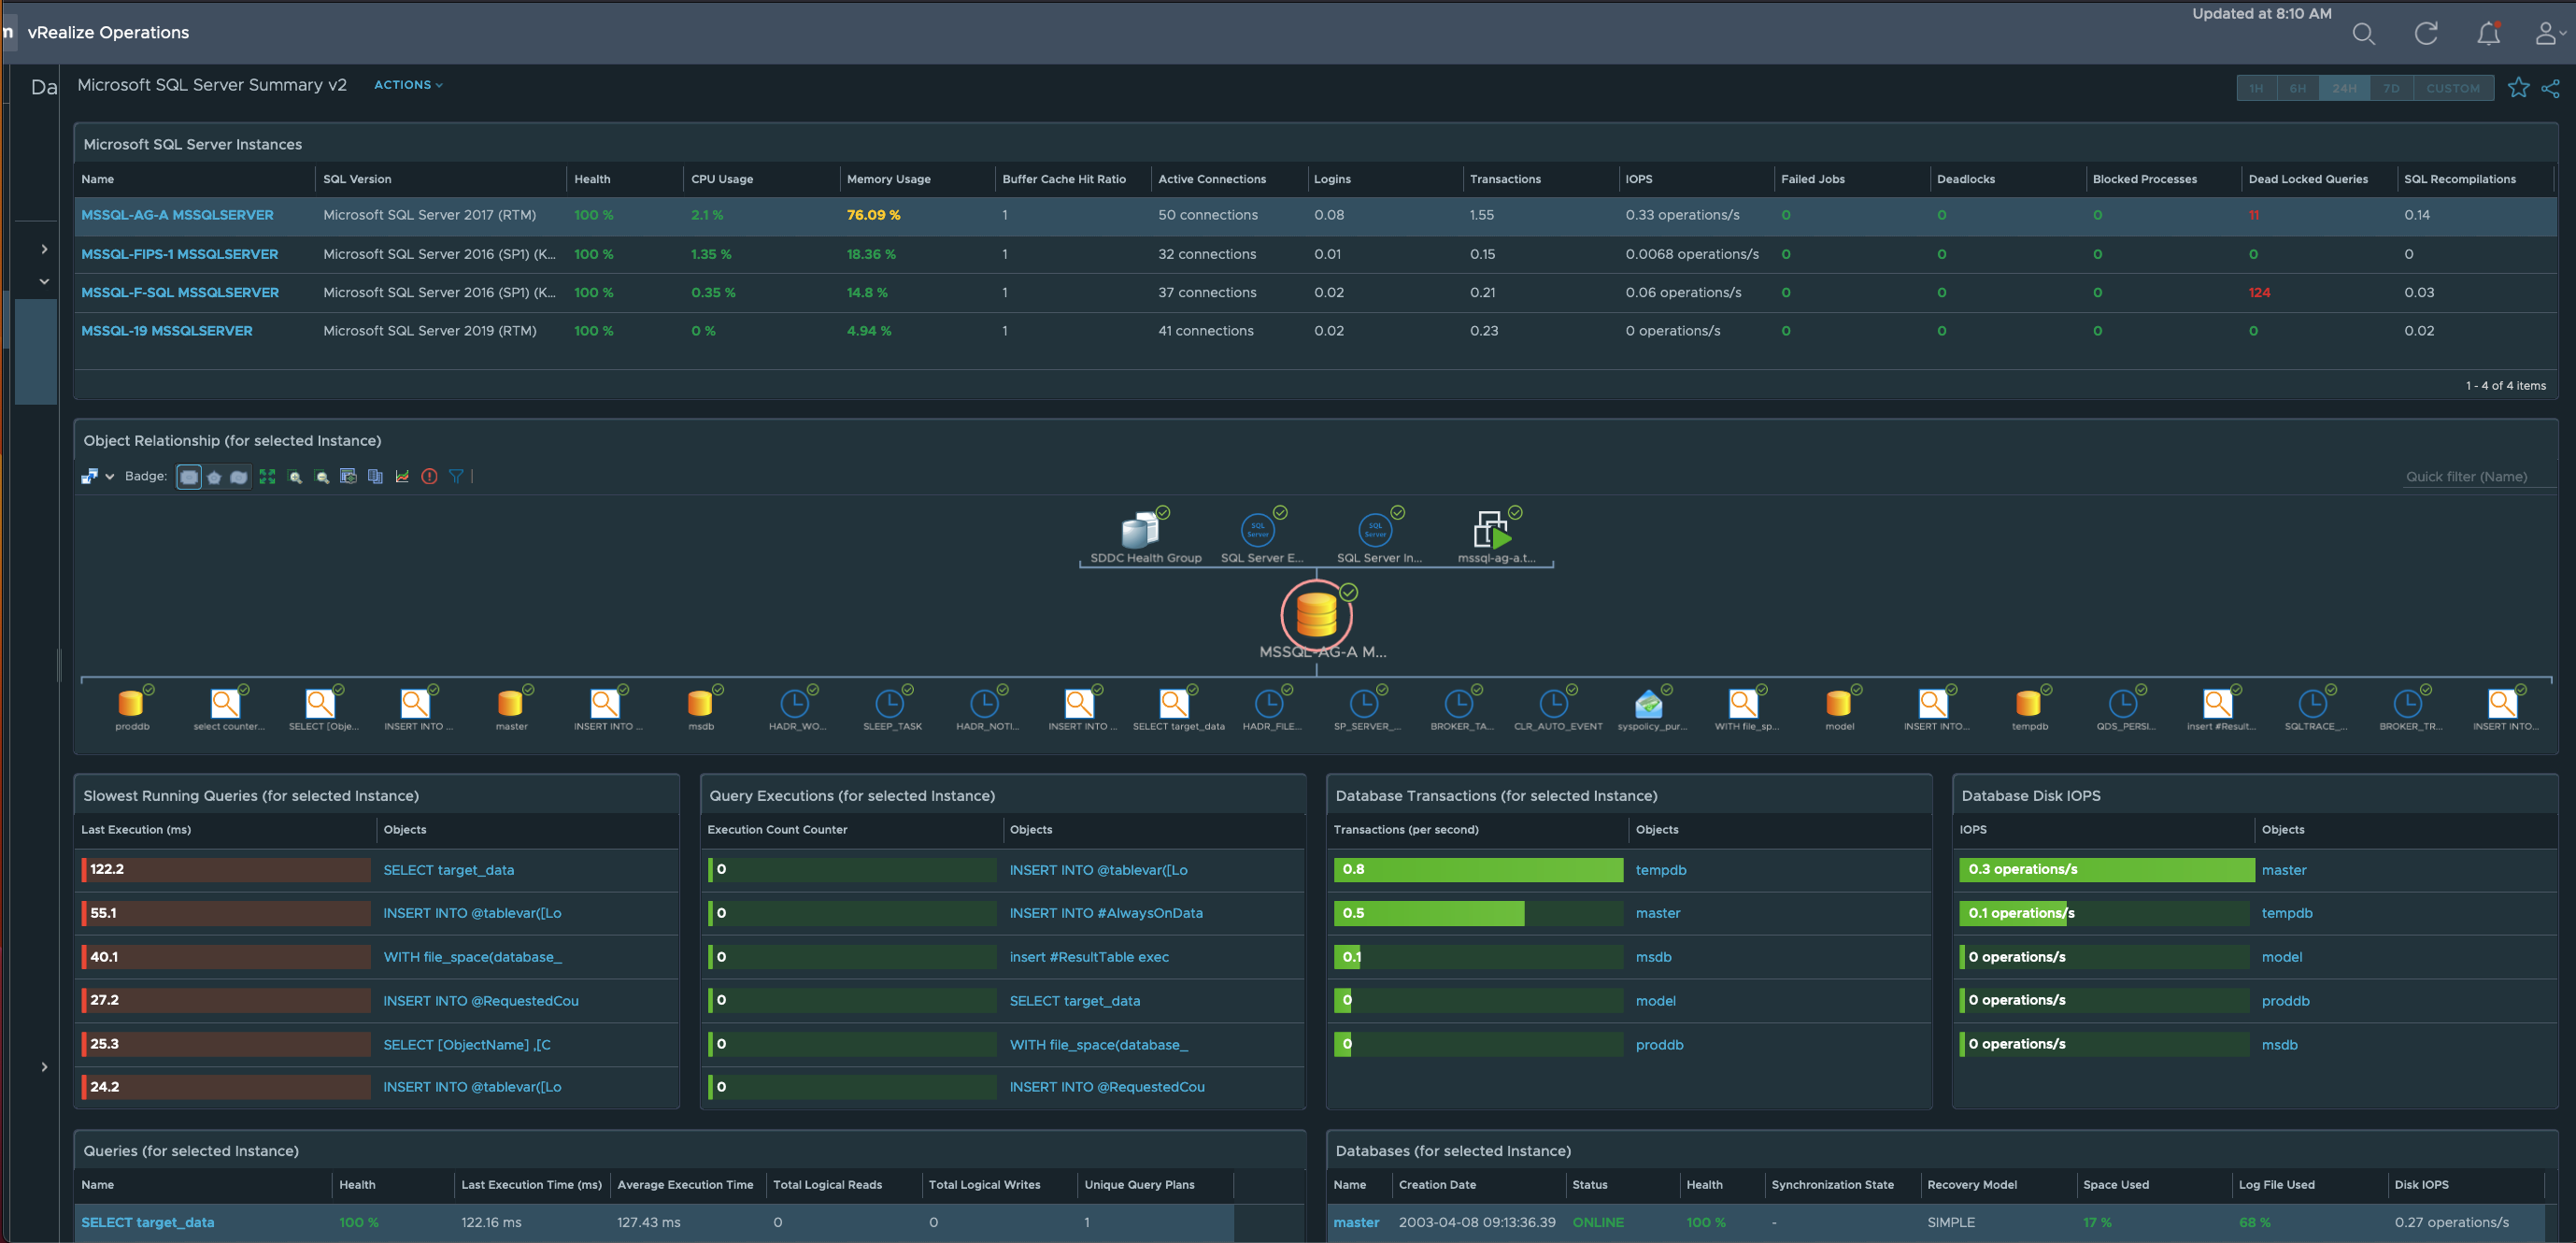 Updated at 8:10 AM
m vRealize Operations
Da
Microsoft SQL Server Summary v2 ACTIONS
1H 6H 24H 7D CUSTOM
Microsoft SQL Server Instances
Name SQL Version Health CPU Usage Memory Usage Buffer Cache Hit Ratio Active Connections Logins Transactions IOPS Failed Jobs Deadlocks Blocked Processes Dead Locked Queries SQL Recompilations
MSSQL-AG-A MSSQLSERVER Microsoft SQL Server 2017 (RTM) 100 % 2.1 % 76.09 % 1 50 connections 0.08 1.55 0.33 operations/s 0 0 0 11 0.14
MSSQL-FIPS-1 MSSQLSERVER Microsoft SQL Server 2016 (SP1) (K... 100 % 1.35 % 18.36 % 1 32 connections 0.01 0.15 0.0068 operations/s 0 0 0 0 0
MSSQL-F-SQL MSSQLSERVER Microsoft SQL Server 2016 (SP1) (K... 100 % 0.35 % 14.8 % 1 37 connections 0.02 0.21 0.06 operations/s 0 0 0 124 0.03
MSSQL-19 MSSQLSERVER Microsoft SQL Server 2019 (RTM) 100 % 0 % 4.94 % 1 41 connections 0.02 0.23 0 operations/s 0 0 0 0 0.02
1 - 4 of 4 items
Object Relationship (for selected Instance)
Badge: Quick filter (Name)
SQL Server SQL Server
SDDC Health Group SQL Server E... SQL Server In... mssql-ag-a.t...
MSSQL-AG-A M...
proddb select counter... SELECT [Obje... INSERT INTO ... master INSERT INTO ... msdb HADR_WO... SLEEP_TASK HADR_NOTI... INSERT INTO ... SELECT target_data HADR_FILE... SP_SERVER_... BROKER_TA... CLR_AUTO_EVENT syspolicy_pur... WITH file_sp... model INSERT INTO... tempdb QDS_PERSI... insert #Result... SQLTRACE_... BROKER_TR... INSERT INTO...
Slowest Running Queries (for selected Instance)
Last Execution (ms) Objects
122.2 SELECT target_data
55.1 INSERT INTO @tablevar([Lo
40.1 WITH file_space(database_
27.2 INSERT INTO @RequestedCou
25.3 SELECT [ObjectName] ,[C
24.2 INSERT INTO @tablevar([Lo
Query Executions (for selected Instance)
Execution Count Counter Objects
0 INSERT INTO @tablevar([Lo
0 INSERT INTO #AlwaysOnData
0 insert #ResultTable exec
0 SELECT target_data
0 WITH file_space(database_
0 INSERT INTO @RequestedCou
Database Transactions (for selected Instance)
Transactions (per second) Objects
0.8 tempdb
0.5 master
0.1 msdb
0 model
0 proddb
Database Disk IOPS
IOPS Objects
0.3 operations/s master
0.1 operations/s tempdb
0 operations/s model
0 operations/s proddb
0 operations/s msdb
Queries (for selected Instance)
Name Health Last Execution Time (ms) Average Execution Time Total Logical Reads Total Logical Writes Unique Query Plans
SELECT target_data 100 % 122.16 ms 127.43 ms 0 0 1
Databases (for selected Instance)
Name Creation Date Status Health Synchronization State Recovery Model Space Used Log File Used Disk IOPS
master 2003-04-08 09:13:36.39 ONLINE 100 % - SIMPLE 17 % 68 % 0.27 operations/s